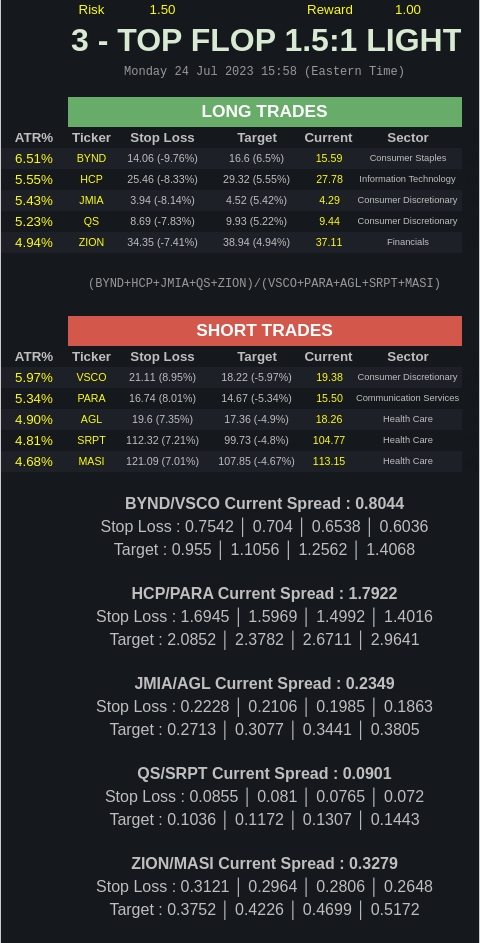 Risk 1.50 Reward 1.00
3 - TOP FLOP 1.5:1 LIGHT
Monday 24 Jul 2023 15:58 (Eastern Time)
LONG TRADES
ATR% Ticker Stop Loss Target Current Sector
6.51% BYND 14.06 (-9.76%) 16.6 (6.5%) 15.59 Consumer Staples
5.55% HCP 25.46 (-8.33%) 29.32 (5.55%) 27.78 Information Technology
5.43% JMIA 3.94 (-8.14%) 4.52 (5.42%) 4.29 Consumer Discretionary
5.23% QS 8.69 (-7.83%) 9.93 (5.22%) 9.44 Consumer Discretionary
4.94% ZION 34.35 (-7.41%) 38.94 (4.94%) 37.11 Financials
(BYND+HCP+JMIA+QS+ZION)/(VSCO+PARA+AGL+SRPT+MASI)
SHORT TRADES
ATR% Ticker Stop Loss Target Current Sector
5.97% VSCO 21.11 (8.95%) 18.22 (-5.97%) 19.38 Consumer Discretionary
5.34% PARA 16.74 (8.01%) 14.67 (-5.34%) 15.50 Communication Services
4.90% AGL 19.6 (7.35%) 17.36 (-4.9%) 18.26 Health Care
4.81% SRPT 112.32 (7.21%) 99.73 (-4.8%) 104.77 Health Care
4.68% MASI 121.09 (7.01%) 107.85 (-4.67%) 113.15 Health Care
BYND/VSCO Current Spread : 0.8044
Stop Loss : 0.7542 │ 0.704 │ 0.6538 │ 0.6036
Target : 0.955 │ 1.1056 │ 1.2562 │ 1.4068
HCP/PARA Current Spread : 1.7922
Stop Loss : 1.6945 │ 1.5969 │ 1.4992 │ 1.4016
Target : 2.0852 │ 2.3782 │ 2.6711 │ 2.9641
JMIA/AGL Current Spread : 0.2349
Stop Loss : 0.2228 │ 0.2106 │ 0.1985 │ 0.1863
Target : 0.2713 │ 0.3077 │ 0.3441 │ 0.3805
QS/SRPT Current Spread : 0.0901
Stop Loss : 0.0855 │ 0.081 │ 0.0765 │ 0.072
Target : 0.1036 │ 0.1172 │ 0.1307 │ 0.1443
ZION/MASI Current Spread : 0.3279
Stop Loss : 0.3121 │ 0.2964 │ 0.2806 │ 0.2648
Target : 0.3752 │ 0.4226 │ 0.4699 │ 0.5172